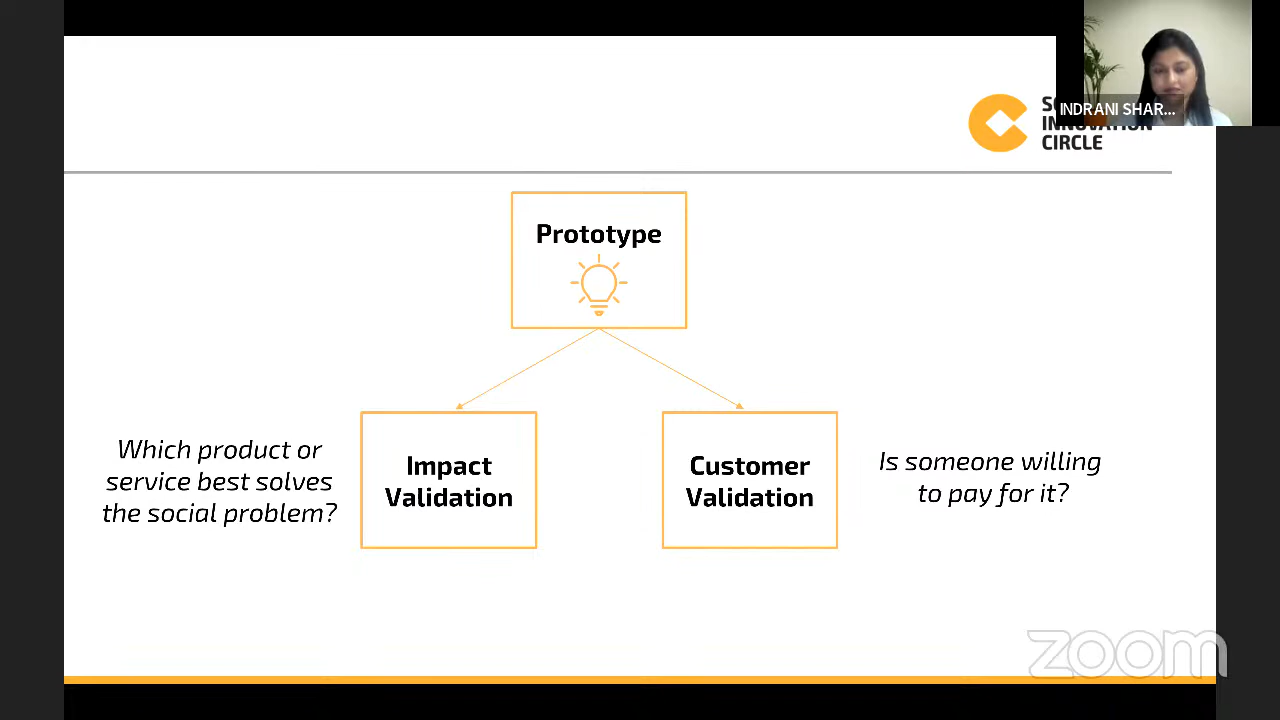 INDRANI SHAR...
CIRCLE
Prototype
Which product or
service best solves
the social problem?
Impact
Validation
Customer
Validation
Is someone willing
to pay for it?
zoom